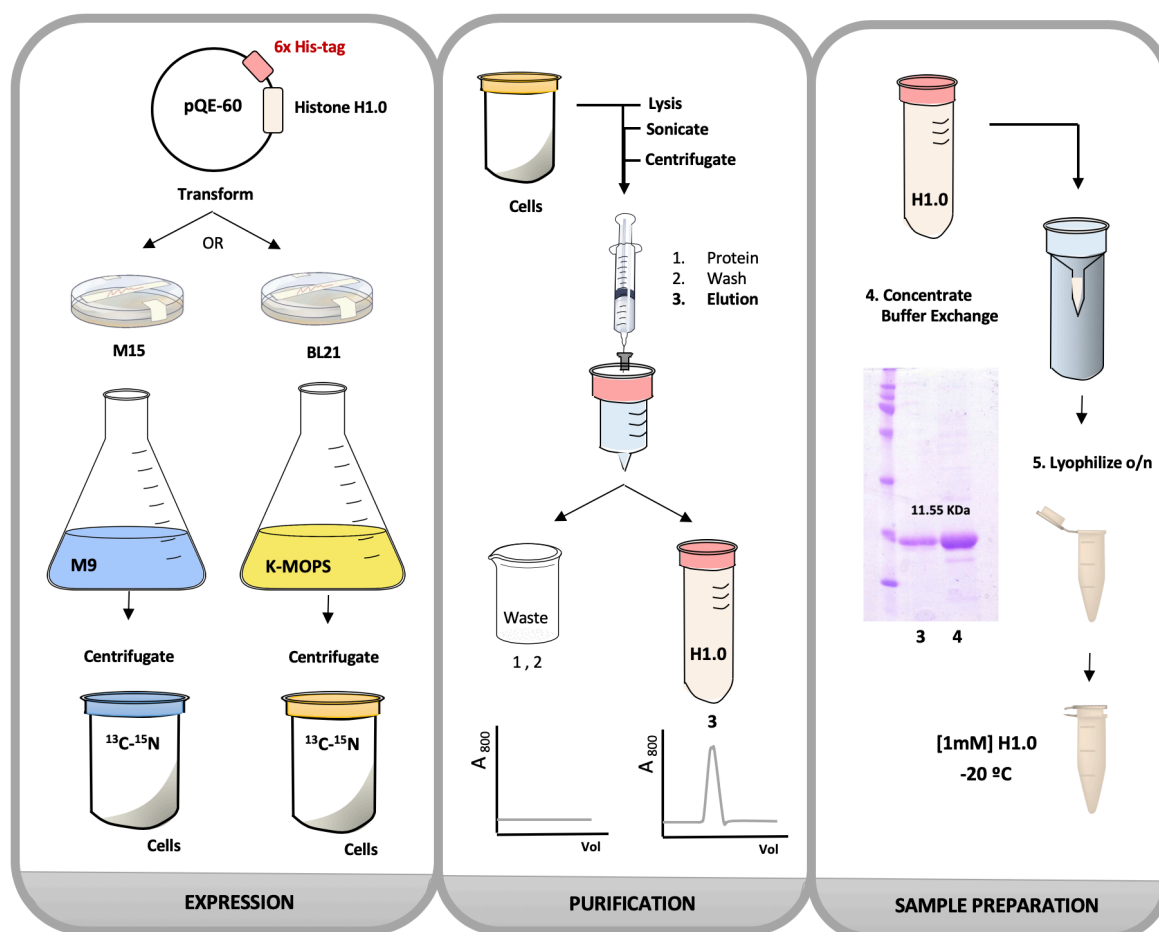 6x His-tag
pQE-60
Histone H1.0
Transform
OR
M15
BL21
M9
K-MOPS
Centrifugate
Centrifugate
¹³C-¹⁵N
¹³C-¹⁵N
Cells
Cells
EXPRESSION
Lysis
Sonicate
Centrifugate
Cells
1. Protein
2. Wash
3. Elution
Waste
1 , 2
H1.0
3
A 800
Vol
A 800
Vol
PURIFICATION
H1.0
4. Concentrate
Buffer Exchange
11.55 KDa
3 4
5. Lyophilize o/n
[1mM] H1.0
-20 ºC
SAMPLE PREPARATION